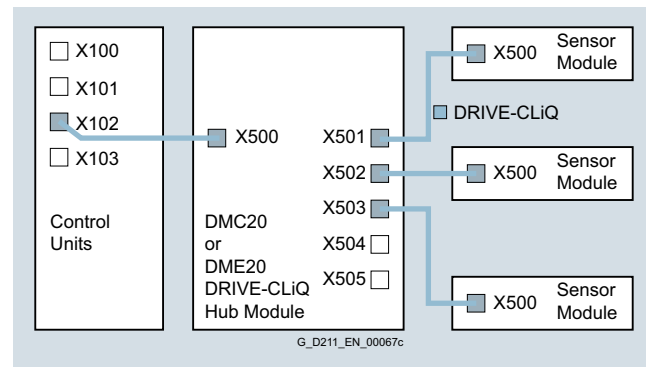 X100
X101
X102
X103
Control
Units
X500
X501
X502
X503
X504
X505
DMC20
or
DME20
DRIVE-CLiQ
Hub Module
X500
Sensor
Module
DRIVE-CLiQ
X500
Sensor
Module
X500
Sensor
Module
G_D211_EN_00067c